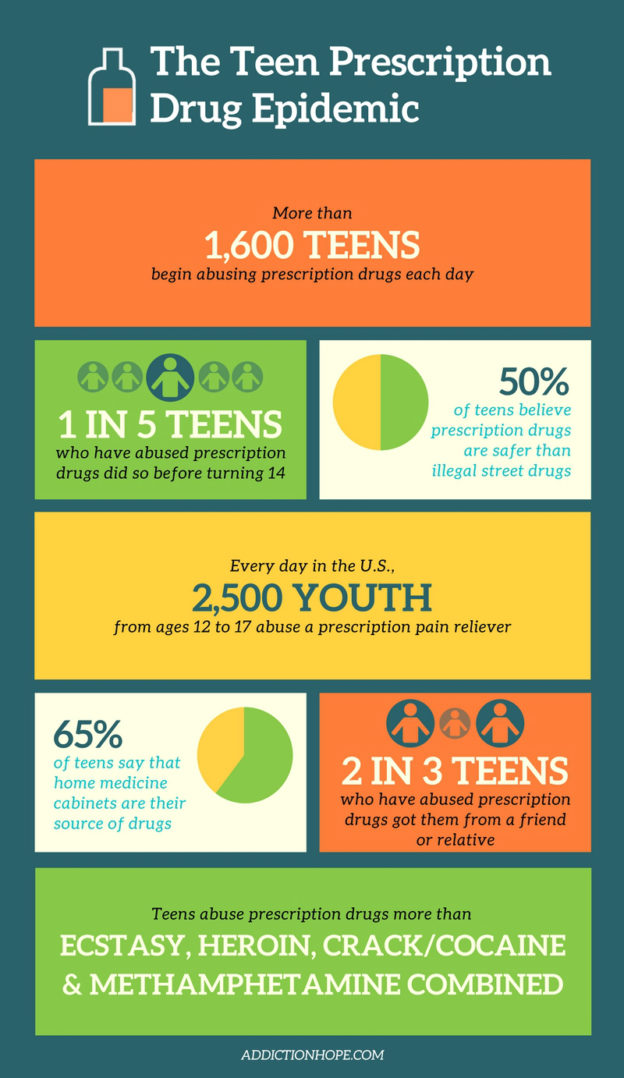 The Teen Prescription
Drug Epidemic
More than
1,600 TEENS
begin abusing prescription drugs each day
1 IN 5 TEENS
who have abused prescription
drugs did so before turning 14
50%
of teens believe
prescription drugs
are safer than
illegal street drugs
Every day in the U.S.,
2,500 YOUTH
from ages 12 to 17 abuse a prescription pain reliever
65%
of teens say that
home medicine
cabinets are their
source of drugs
2 IN 3 TEENS
who have abused prescription
drugs got them from a friend
or relative
Teens abuse prescription drugs more than
ECSTASY, HEROIN, CRACK/COCAINE
& METHAMPHETAMINE COMBINED
ADDICTIONHOPE.COM